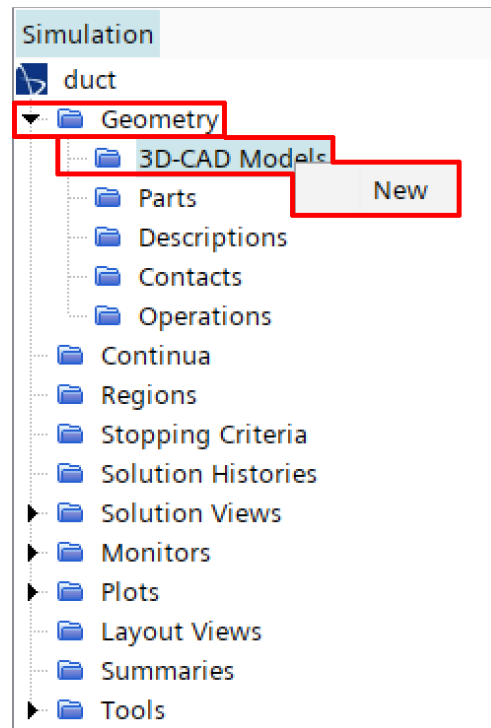 Simulation
duct
Geometry
3D-CAD Models
New
Parts
Descriptions
Contacts
Operations
Continua
Regions
Stopping Criteria
Solution Histories
Solution Views
Monitors
Plots
Layout Views
Summaries
Tools